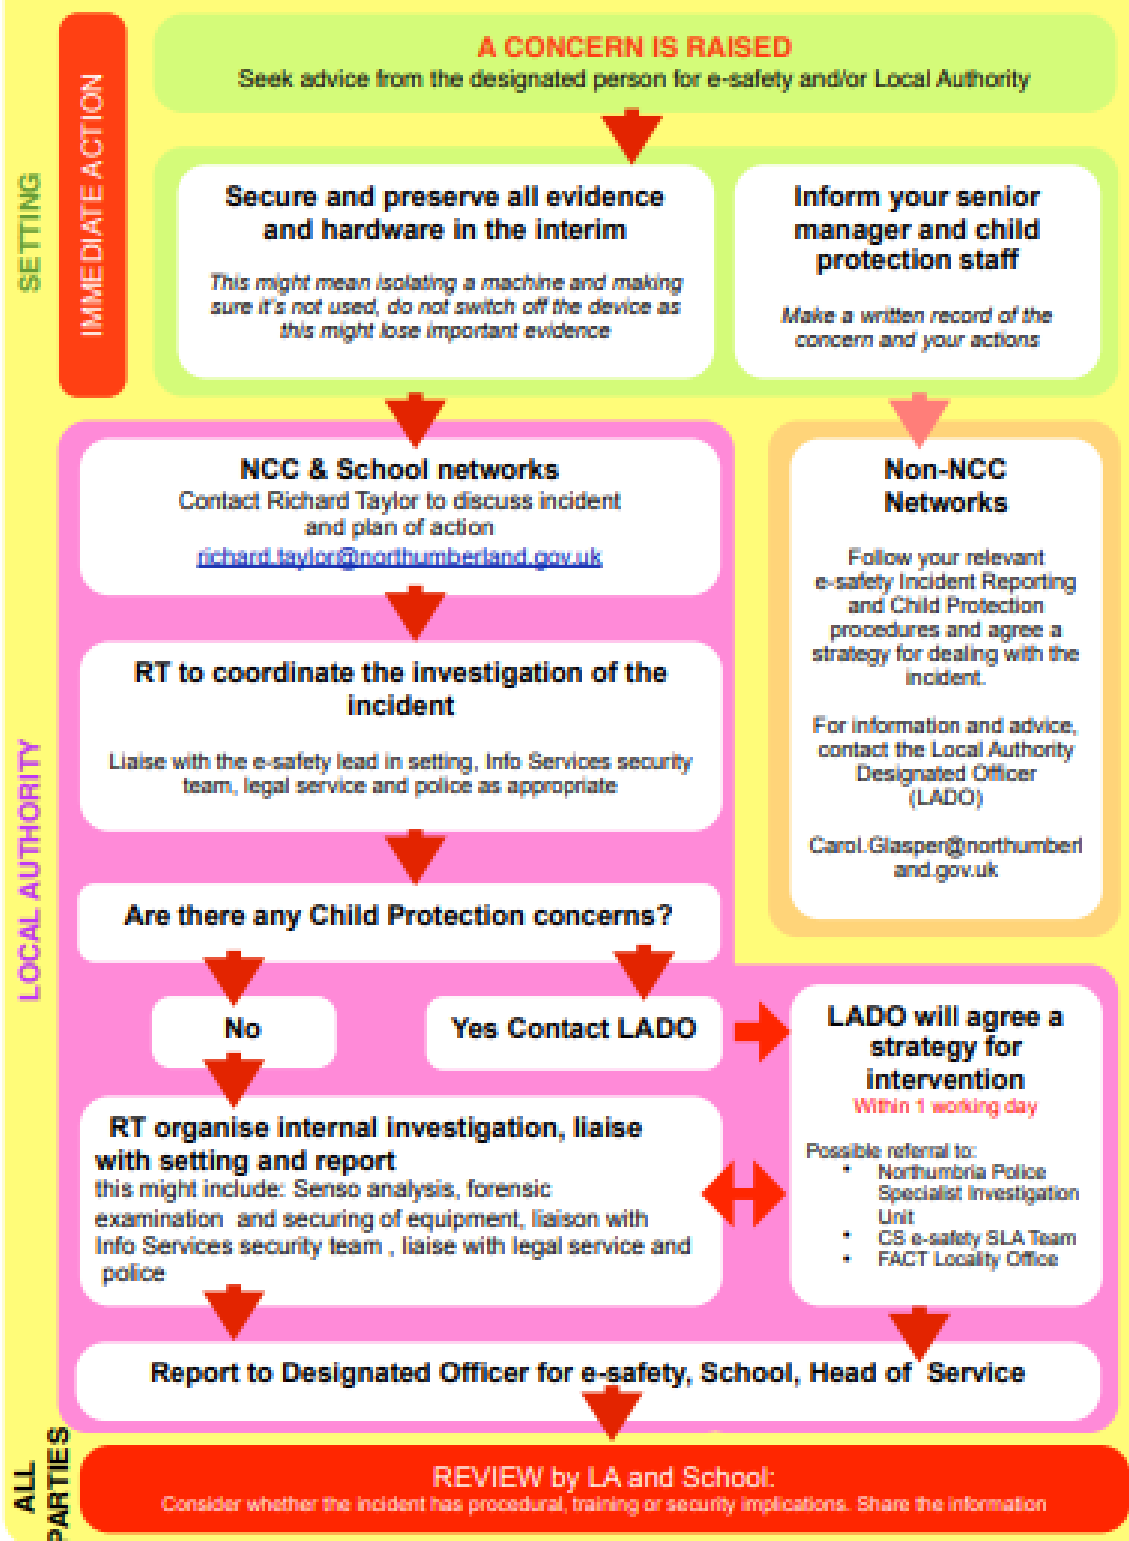 SETTING
IMMEDIATE ACTION
A CONCERN IS RAISED
Seek advice from the designated person for e-safety and/or Local Authority
Secure and preserve all evidence
and hardware in the interim
This might mean isolating a machine and making
sure it's not used, do not switch off the device as
this might lose important evidence
Inform your senior
manager and child
protection staff
Make a written record of the
concern and your actions
LOCAL AUTHORITY
NCC & School networks
Contact Richard Taylor to discuss incident
and plan of action
richard.taylor@northumberland.gov.uk
Non-NCC
Networks
Follow your relevant
e-safety Incident Reporting
and Child Protection
procedures and agree a
strategy for dealing with the
incident.
For information and advice,
contact the Local Authority
Designated Officer
(LADO)
Carol.Glasper@northumberl
and.gov.uk
RT to coordinate the investigation of the
incident
Liaise with the e-safety lead in setting, Info Services security
team, legal service and police as appropriate
Are there any Child Protection concerns?
No
Yes Contact LADO
LADO will agree a
strategy for
intervention
Within 1 working day
Possible referral to:
• Northumbria Police
Specialist Investigation
Unit
• CS e-safety SLA Team
• FACT Locality Office
RT organise internal investigation, liaise
with setting and report
this might include: Senso analysis, forensic
examination and securing of equipment, liaison with
Info Services security team , liaise with legal service and
police
Report to Designated Officer for e-safety, School, Head of Service
ALL
PARTIES
REVIEW by LA and School:
Consider whether the incident has procedural, training or security implications. Share the information